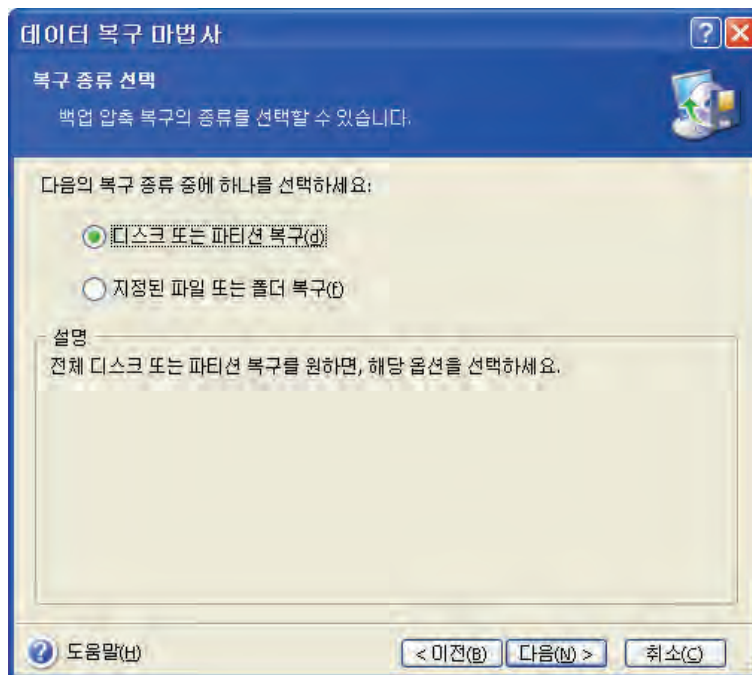 데이터 복구 마법사
복구 종류 선택
백업 압축 복구의 종류를 선택할 수 있습니다.
다음의 복구 종류 중에 하나를 선택하세요:
디스크 또는 파티션 복구(d)
지정된 파일 또는 폴더 복구(f)
설명
전체 디스크 또는 파티션 복구를 원하면, 해당 옵션을 선택하세요.
도움말(H)
< 이전(B) 다음(N) > 취소(C)